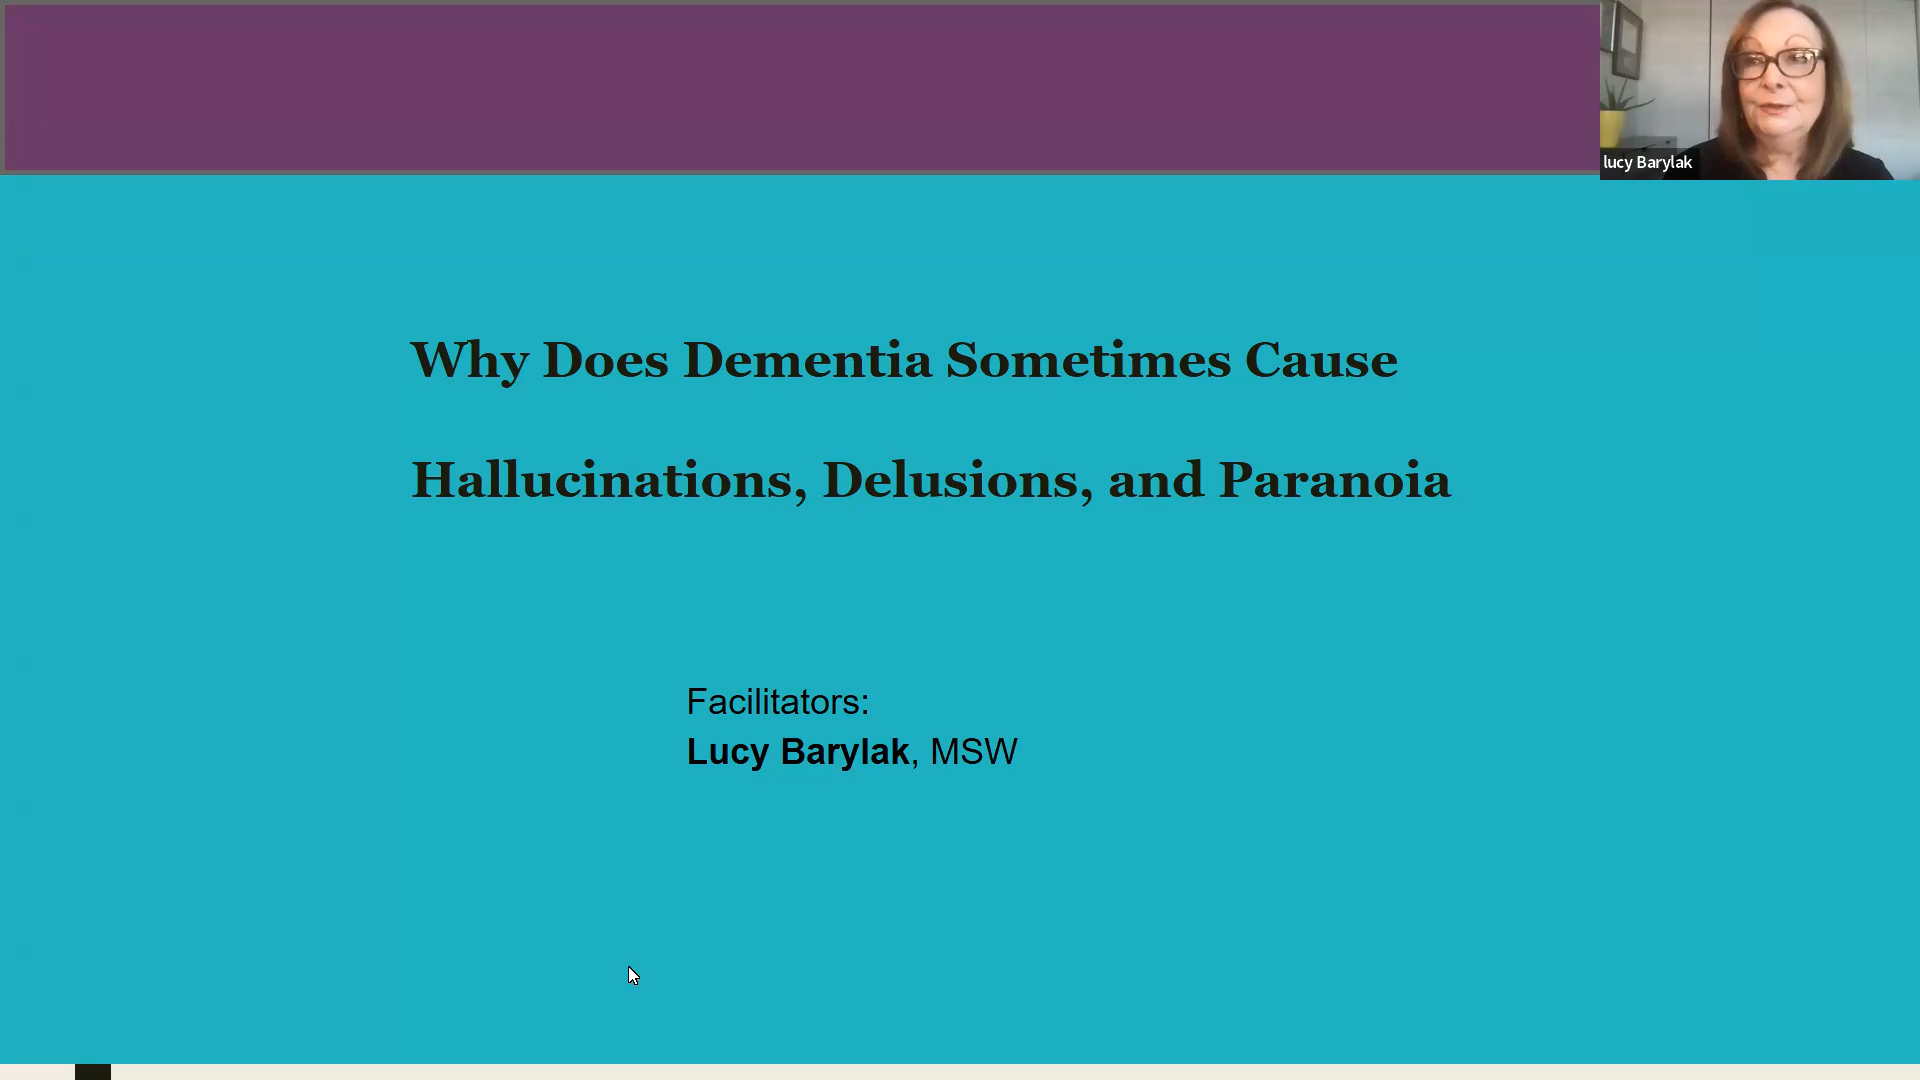 lucy Barylak
Why Does Dementia Sometimes Cause
Hallucinations, Delusions, and Paranoia
Facilitators:
Lucy Barylak, MSW